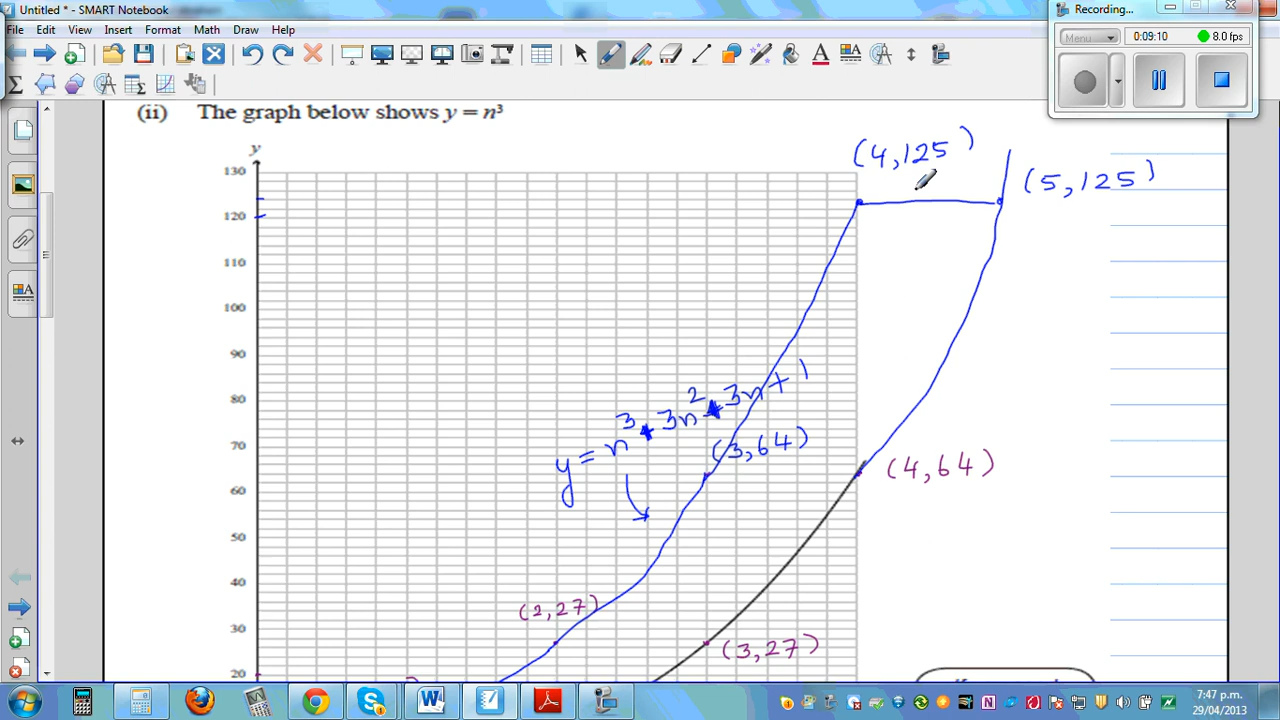 Untitled * - SMART Notebook
Recording...
File Edit View Insert Format Math Draw Help
Menu
0:09:10
8.0 fps
(ii) The graph below shows y = n³
y
(4,125)
(5,125)
130
120
110
100
90
80
70
60
50
40
30
20
y = n³ + 3n² + 3n + 1
(3,64)
(4,64)
(2,27)
(3,27)
7:47 p.m.
29/04/2013